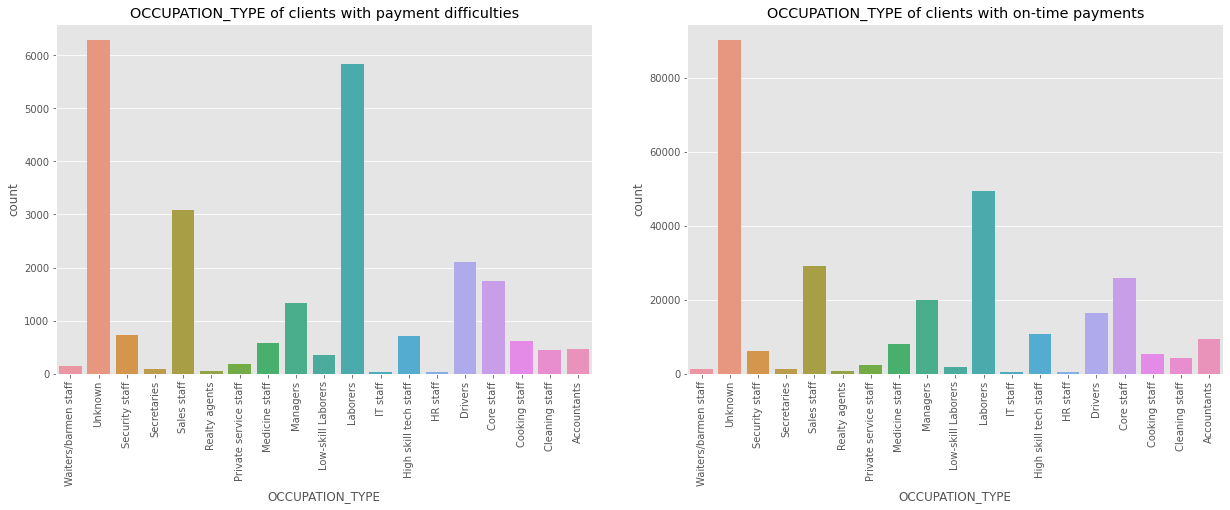 OCCUPATION_TYPE of clients with payment difficulties
count
6000
5000
4000
3000
2000
1000
0
Waiters/barmen staff
Unknown
Security staff
Secretaries
Sales staff
Realty agents
Private service staff
Medicine staff
Managers
Low-skill Laborers
Laborers
IT staff
High skill tech staff
HR staff
Drivers
Core staff
Cooking staff
Cleaning staff
Accountants
OCCUPATION_TYPE
OCCUPATION_TYPE of clients with on-time payments
count
80000
60000
40000
20000
0
Waiters/barmen staff
Unknown
Security staff
Secretaries
Sales staff
Realty agents
Private service staff
Medicine staff
Managers
Low-skill Laborers
Laborers
IT staff
High skill tech staff
HR staff
Drivers
Core staff
Cooking staff
Cleaning staff
Accountants
OCCUPATION_TYPE